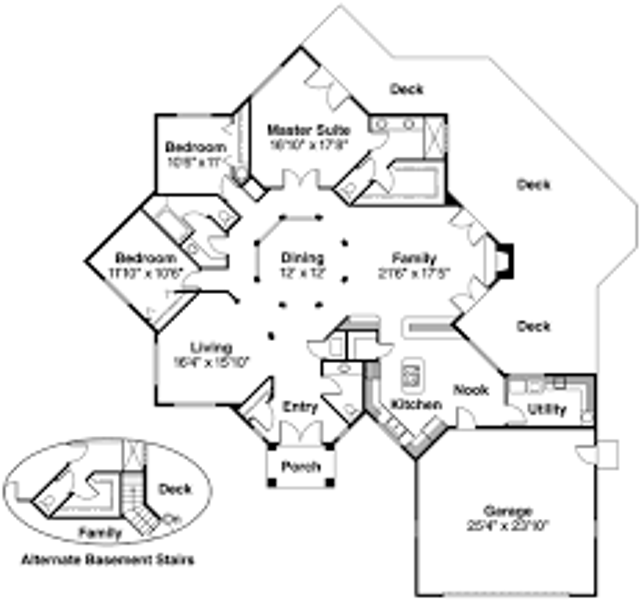 Deck
Master Suite
16'10" x 17'8"
Bedroom
10'8" x 11'
Deck
Bedroom
11'10" x 10'6"
Dining
12' x 12'
Family
21'6" x 17'5"
Deck
Living
16'4" x 15'10"
Nook
Kitchen
Entry
Utility
Porch
Garage
25'4" x 23'10"
Deck
Dn
Family
Alternate Basement Stairs